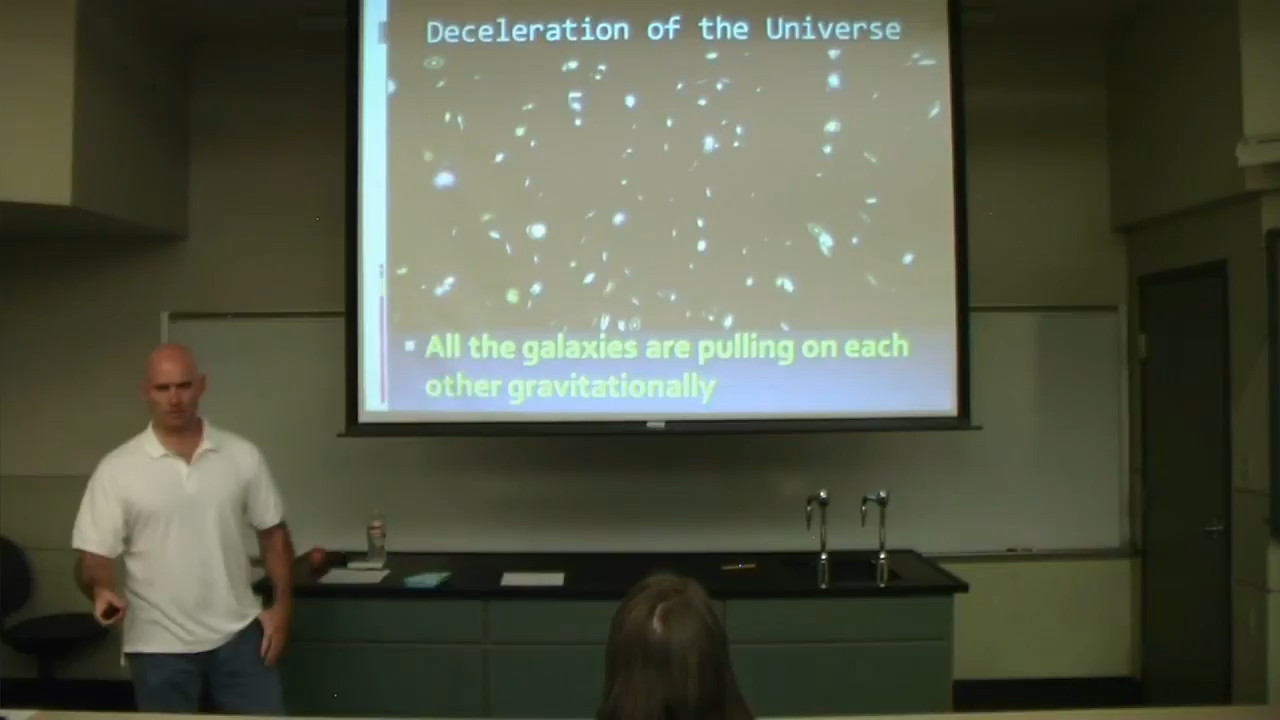 Deceleration of the Universe
All the galaxies are pulling on each
other gravitationally